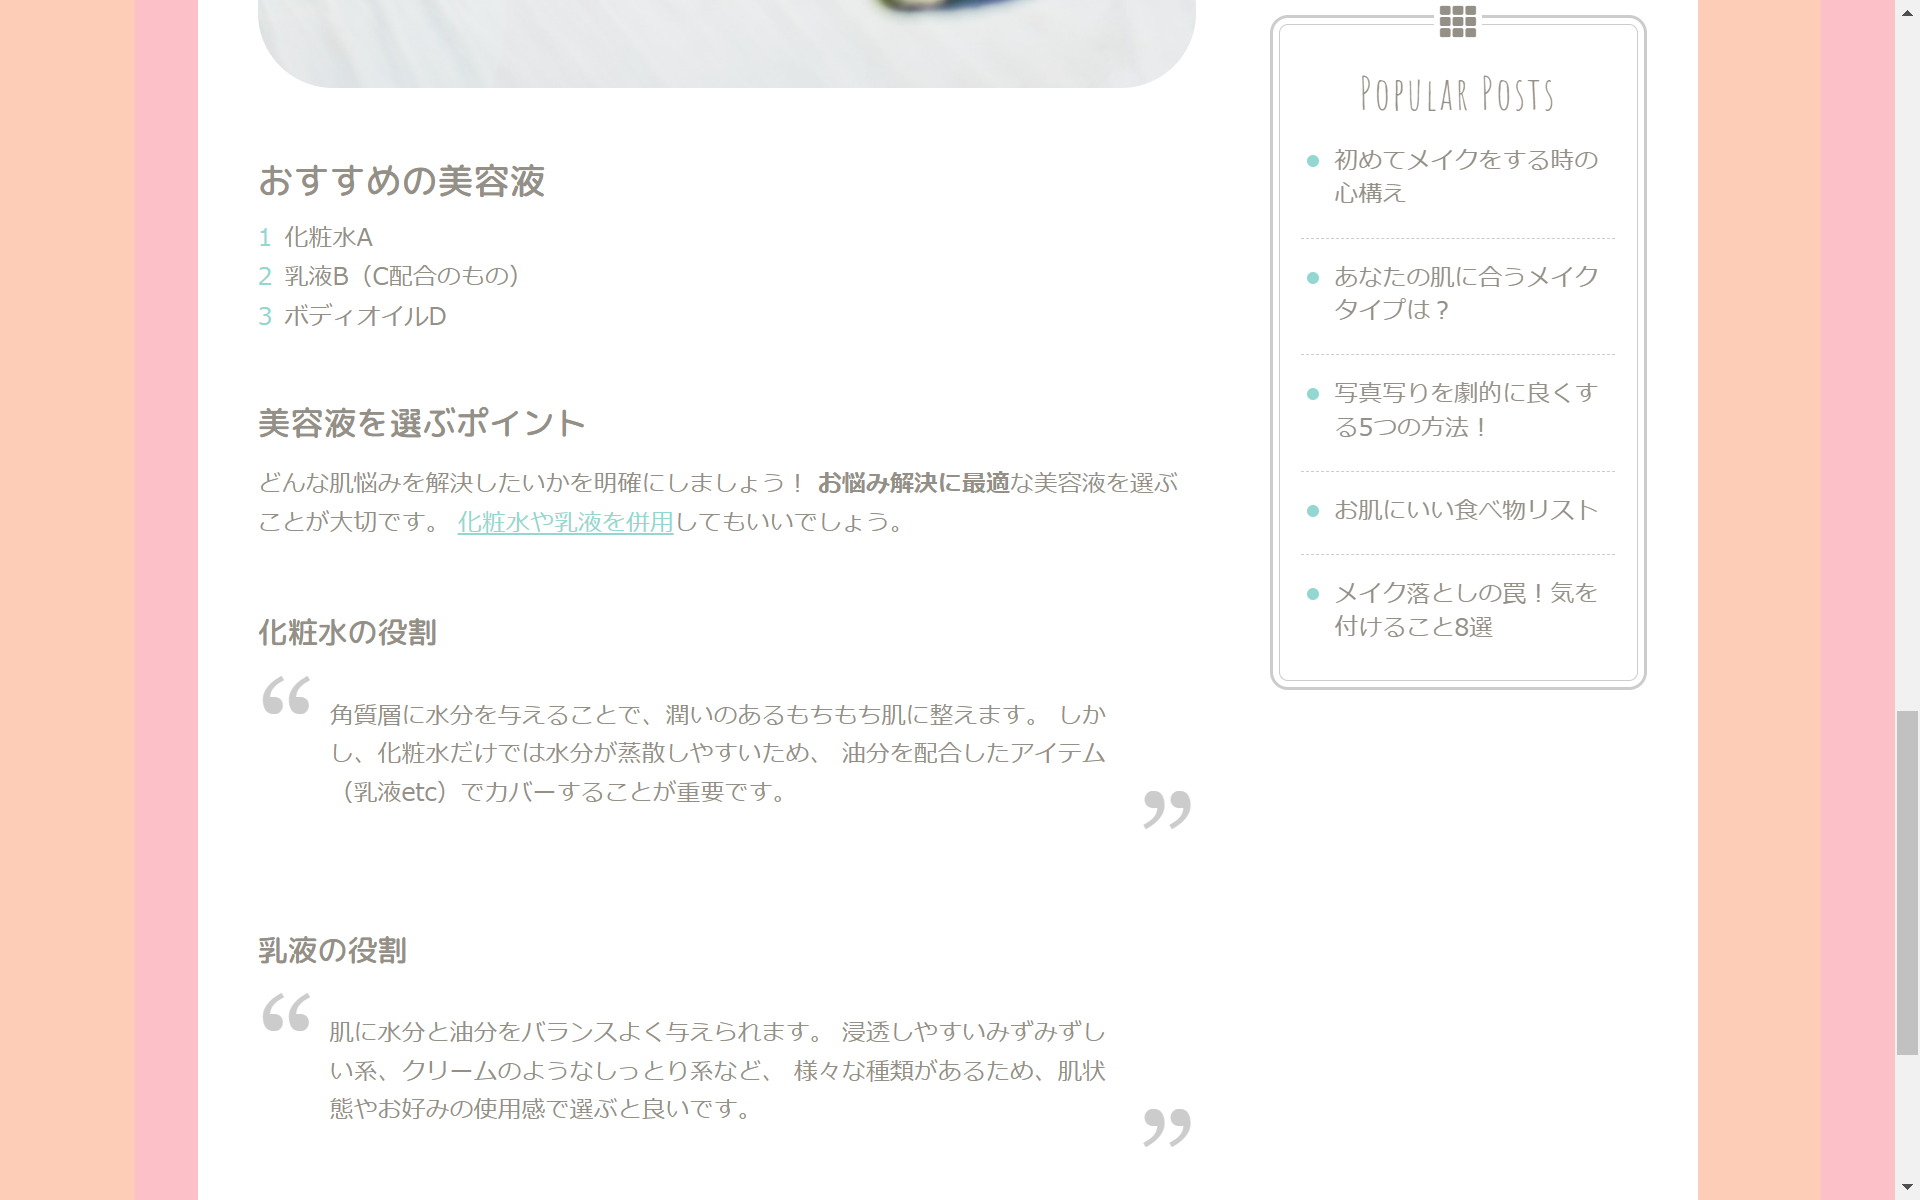 おすすめの美容液
1 化粧水A
2 乳液B（C配合のもの）
3 ボディオイルD
美容液を選ぶポイント
どんな肌悩みを解決したいかを明確にしましょう！ お悩み解決に最適な美容液を選ぶ
ことが大切です。 化粧水や乳液を併用してもいいでしょう。
化粧水の役割
“
角質層に水分を与えることで、潤いのあるもちもち肌に整えます。 しか
し、化粧水だけでは水分が蒸散しやすいため、 油分を配合したアイテム
（乳液etc）でカバーすることが重要です。
”
乳液の役割
“
肌に水分と油分をバランスよく与えられます。 浸透しやすいみずみずし
い系、クリームのようなしっとり系など、 様々な種類があるため、肌状
態やお好みの使用感で選ぶと良いです。
”
Popular Posts
初めてメイクをする時の
心構え
あなたの肌に合うメイク
タイプは？
写真写りを劇的に良くす
る5つの方法！
お肌にいい食べ物リスト
メイク落としの罠！気を
付けること8選